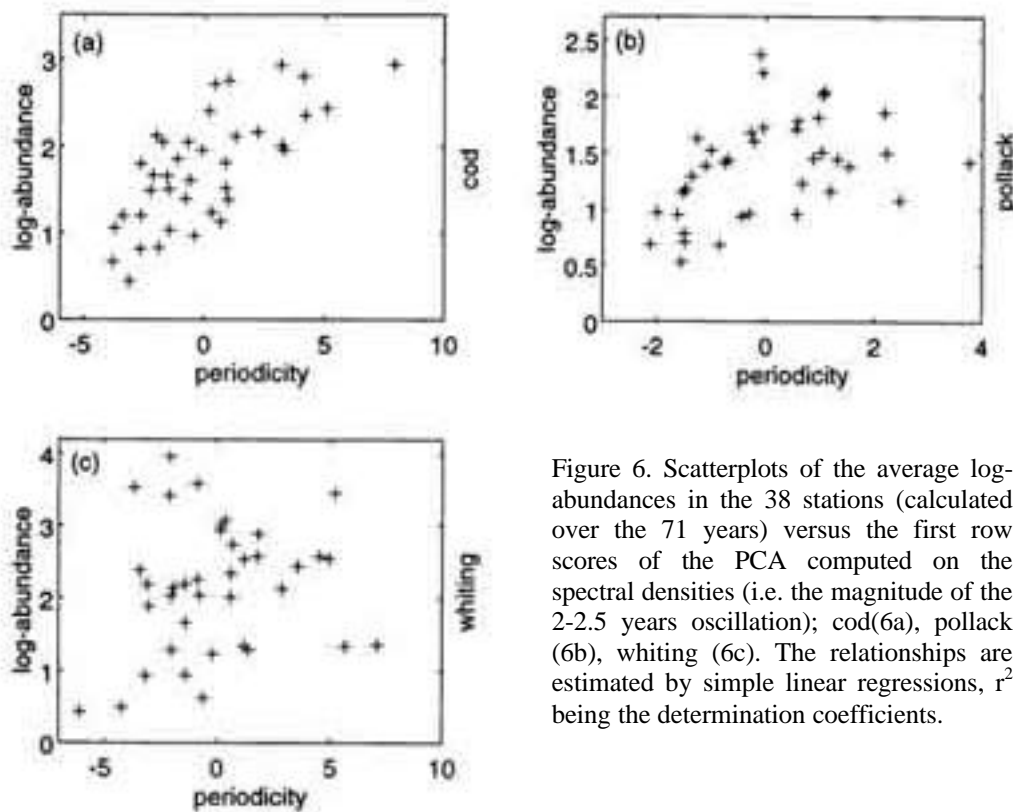 (a)
3
2
1
0
log-abundance
-5
0
5
10
periodicity
cod
(b)
2.5
2
1.5
1
0.5
0
log-abundance
-2
0
2
4
periodicity
pollack
(c)
4
3
2
1
0
log-abundance
-5
0
5
10
periodicity
whiting
Figure 6. Scatterplots of the average log-
abundances in the 38 stations (calculated
over the 71 years) versus the first row
scores of the PCA computed on the
spectral densities (i.e. the magnitude of the
2-2.5 years oscillation); cod(6a), pollack
(6b), whiting (6c). The relationships are
estimated by simple linear regressions, r²
being the determination coefficients.